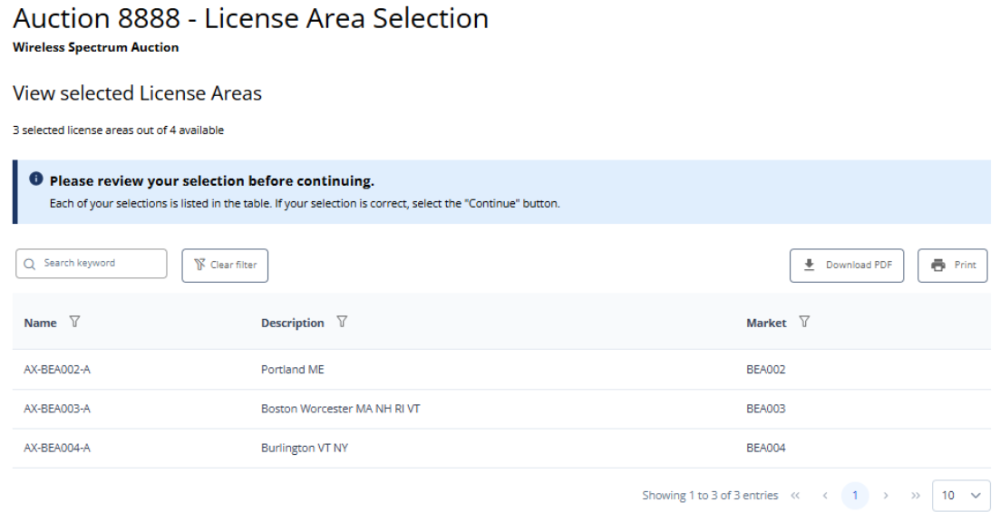 Auction 8888 - License Area Selection
Wireless Spectrum Auction
View selected License Areas
3 selected license areas out of 4 available
Please review your selection before continuing.
Each of your selections is listed in the table. If your selection is correct, select the "Continue" button.
Search keyword Clear filter Download PDF Print
Name Description Market
AX-BEA002-A Portland ME BEA002
AX-BEA003-A Boston Worcester MA NH RI VT BEA003
AX-BEA004-A Burlington VT NY BEA004
Showing 1 to 3 of 3 entries « ‹ 1 › » 10